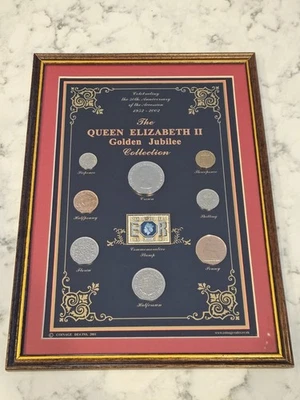 Celebrating
the 50th Anniversary
of the Accession
1952 - 2002
The
QUEEN ELIZABETH II
Golden Jubilee
Collection
Sixpence
Threepence
Crown
Halfpenny
Shilling
Commemorative
Stamp
Florin
Penny
Halfcrown